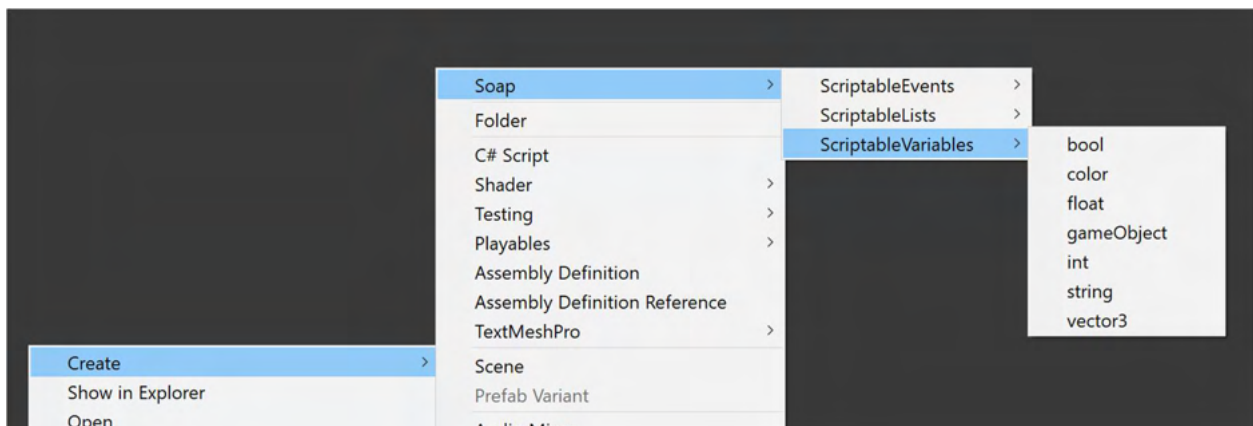 Soap
Folder
C# Script
Shader
Testing
Playables
Assembly Definition
Assembly Definition Reference
TextMeshPro
Scene
Prefab Variant
ScriptableEvents
ScriptableLists
ScriptableVariables
bool
color
float
gameObject
int
string
vector3
Create
Show in Explorer
Open